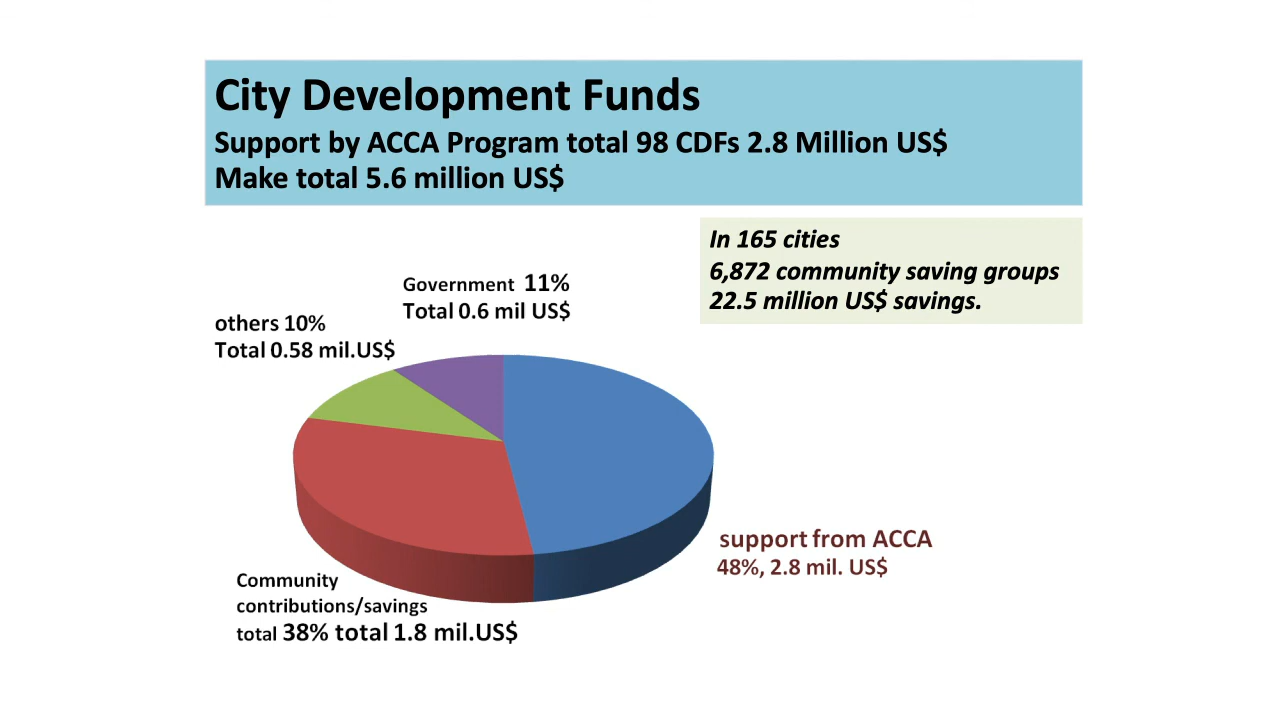 City Development Funds
Support by ACCA Program total 98 CDFs 2.8 Million US$
Make total 5.6 million US$
In 165 cities
6,872 community saving groups
22.5 million US$ savings.
Government 11%
Total 0.6 mil US$
others 10%
Total 0.58 mil.US$
support from ACCA
48%, 2.8 mil. US$
Community
contributions/savings
total 38% total 1.8 mil.US$